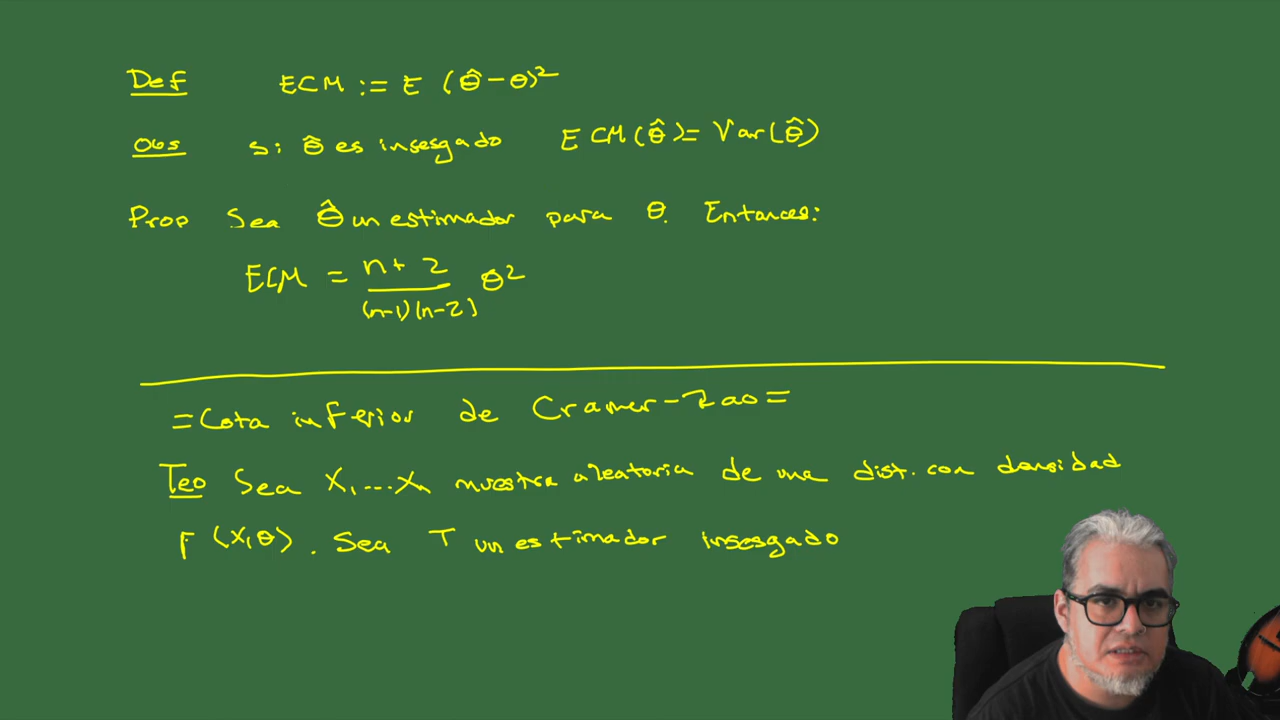 Def ECM := E (θ̂-θ)²
Obs si θ̂ es insesgado ECM(θ̂)= Var(θ̂)
Prop Sea θ̂ un estimador para θ. Entonces:
ECM = n+2 / (n-1)(n-2) θ²
=Cota inferior de Cramer-Rao=
Teo Sea X₁...Xₙ muestra aleatoria de una dist. con densidad
f(x,θ). Sea T un estimador insesgado